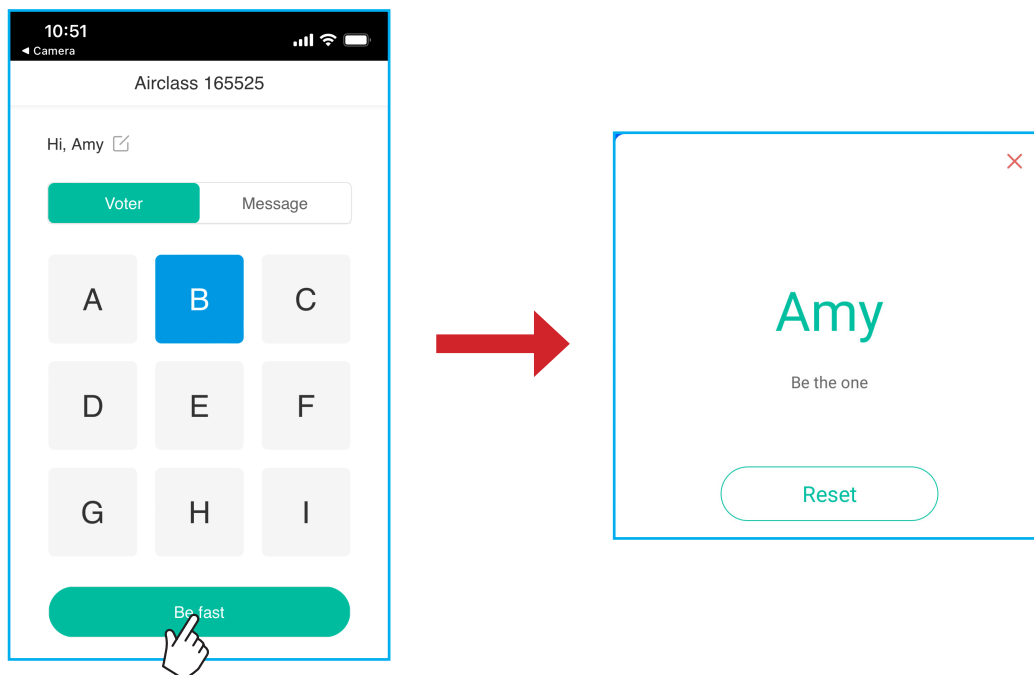 10:51
◀ Camera
Airclass 165525
Hi, Amy
Voter Message
A B C
D E F
G H I
Be fast
Amy
Be the one
Reset